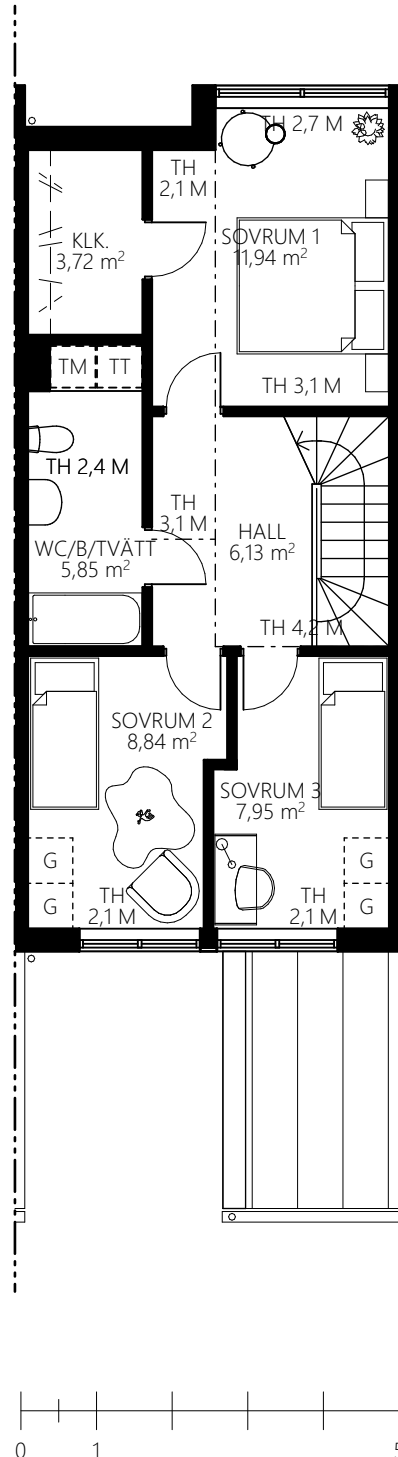 TH 2,7 M
TH
2,1 M
KLK.
3,72 m²
SOVRUM 1
11,94 m²
TM
TT
TH 3,1 M
TH 2,4 M
TH
3,1 M
HALL
6,13 m²
WC/B/TVÄTT
5,85 m²
TH 4,2 M
SOVRUM 2
8,84 m²
SOVRUM 3
7,95 m²
G
G
G
G
TH
2,1 M
TH
2,1 M
0
1
5